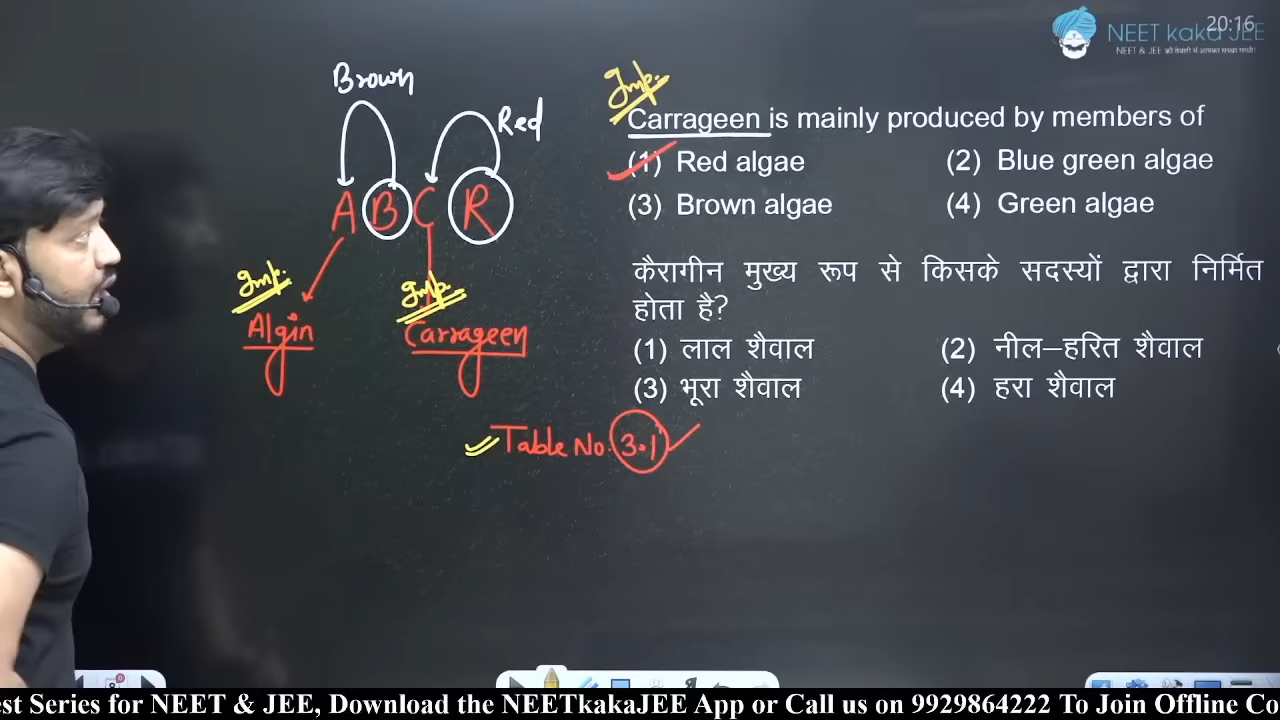 20:16
NEET kaka JEE
NEET & JEE की तैयारी में आपका सच्चा साथी!
Brown
Red
A B C R
Imp.
Algin
Imp.
Carrageen
Table No. 3.1
Imp.
Carrageen is mainly produced by members of
(1) Red algae (2) Blue green algae
(3) Brown algae (4) Green algae
कैरागीन मुख्य रूप से किसके सदस्यों द्वारा निर्मित
होता है?
(1) लाल शैवाल (2) नील–हरित शैवाल
(3) भूरा शैवाल (4) हरा शैवाल
est Series for NEET & JEE, Download the NEETkakaJEE App or Call us on 9929864222 To Join Offline Co